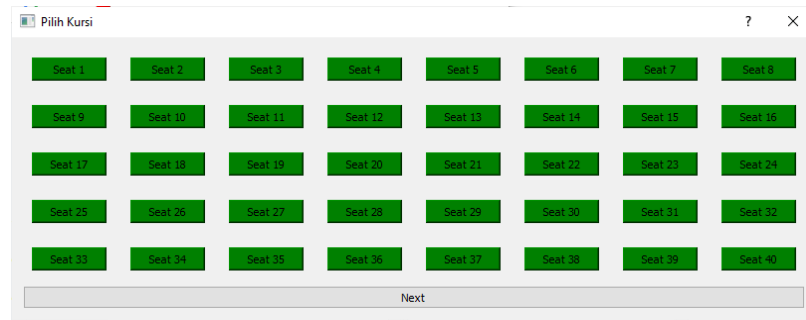 Pilih Kursi ?
Seat 1 Seat 2 Seat 3 Seat 4 Seat 5 Seat 6 Seat 7 Seat 8
Seat 9 Seat 10 Seat 11 Seat 12 Seat 13 Seat 14 Seat 15 Seat 16
Seat 17 Seat 18 Seat 19 Seat 20 Seat 21 Seat 22 Seat 23 Seat 24
Seat 25 Seat 26 Seat 27 Seat 28 Seat 29 Seat 30 Seat 31 Seat 32
Seat 33 Seat 34 Seat 35 Seat 36 Seat 37 Seat 38 Seat 39 Seat 40
Next